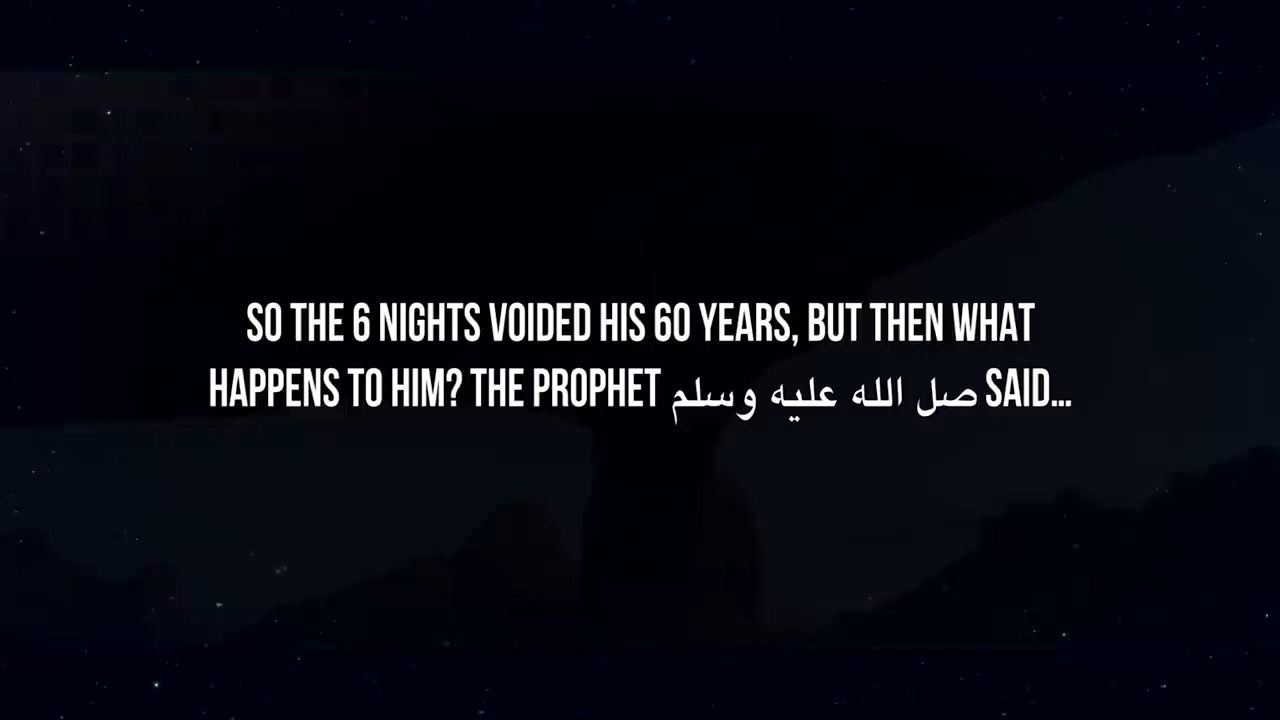 SO THE 6 NIGHTS VOIDED HIS 60 YEARS, BUT THEN WHAT
HAPPENS TO HIM? THE PROPHET صل الله عليه وسلم SAID...